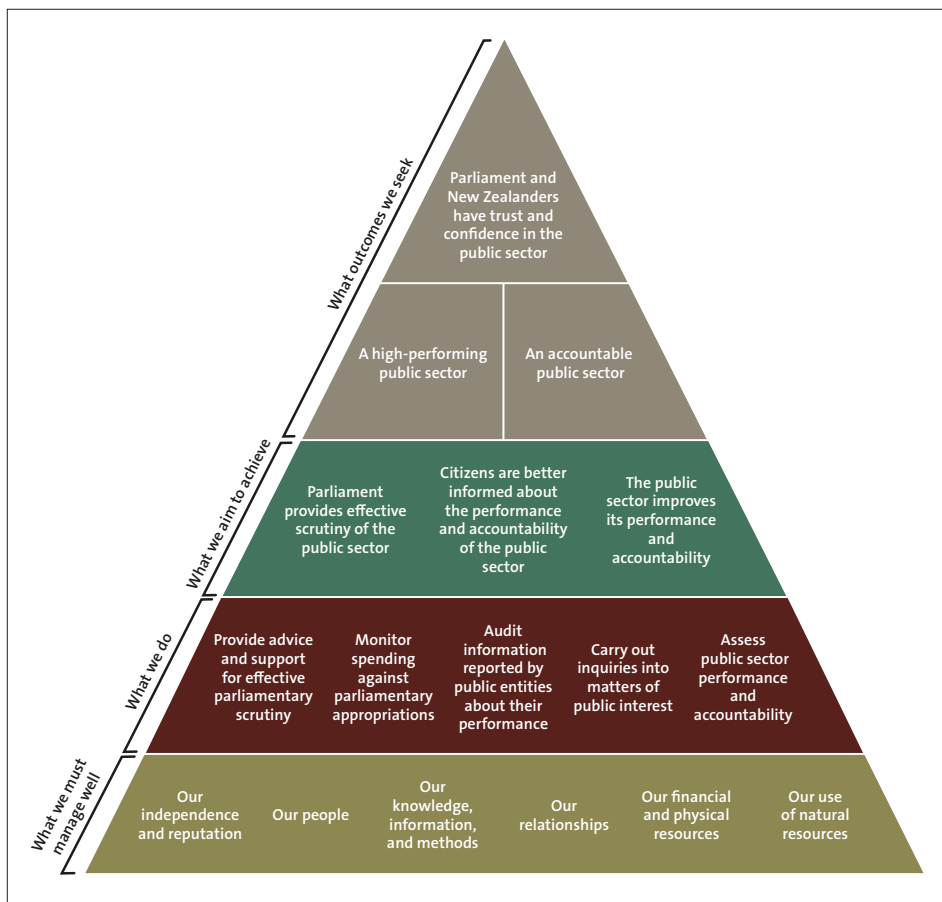 What outcomes we seek
Parliament and
New Zealanders
have trust and
confidence in the
public sector
A high-performing
public sector
An accountable
public sector
What we aim to achieve
Parliament
provides effective
scrutiny of the
public sector
Citizens are better
informed about
the performance
and accountability
of the public
sector
The public
sector improves
its performance
and
accountability
What we do
Provide advice
and support
for effective
parliamentary
scrutiny
Monitor
spending
against
parliamentary
appropriations
Audit
information
reported by
public entities
about their
performance
Carry out
inquiries into
matters of
public interest
Assess
public sector
performance
and
accountability
What we must
manage well
Our
independence
and reputation
Our people
Our
knowledge,
information,
and methods
Our
relationships
Our financial
and physical
resources
Our use
of natural
resources